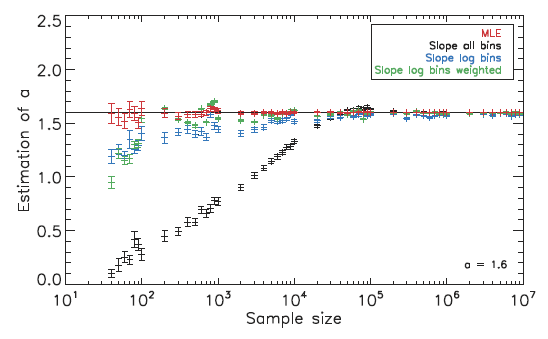 2.5
2.0
1.5
1.0
0.5
0.0
Estimation of a
MLE
Slope all bins
Slope log bins
Slope log bins weighted
a = 1.6
10¹ 10² 10³ 10⁴ 10⁵ 10⁶ 10⁷
Sample size